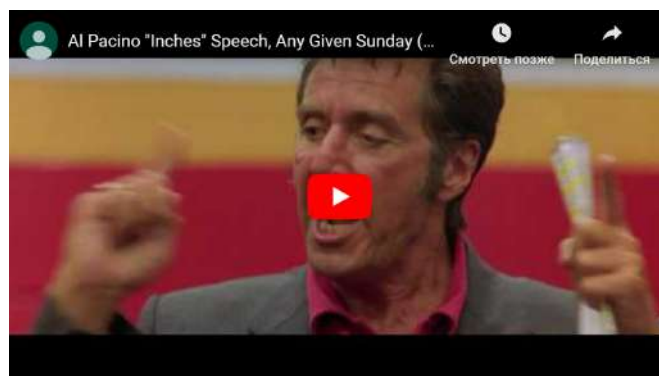 Al Pacino "Inches" Speech, Any Given Sunday (...
Смотреть позже
Поделиться